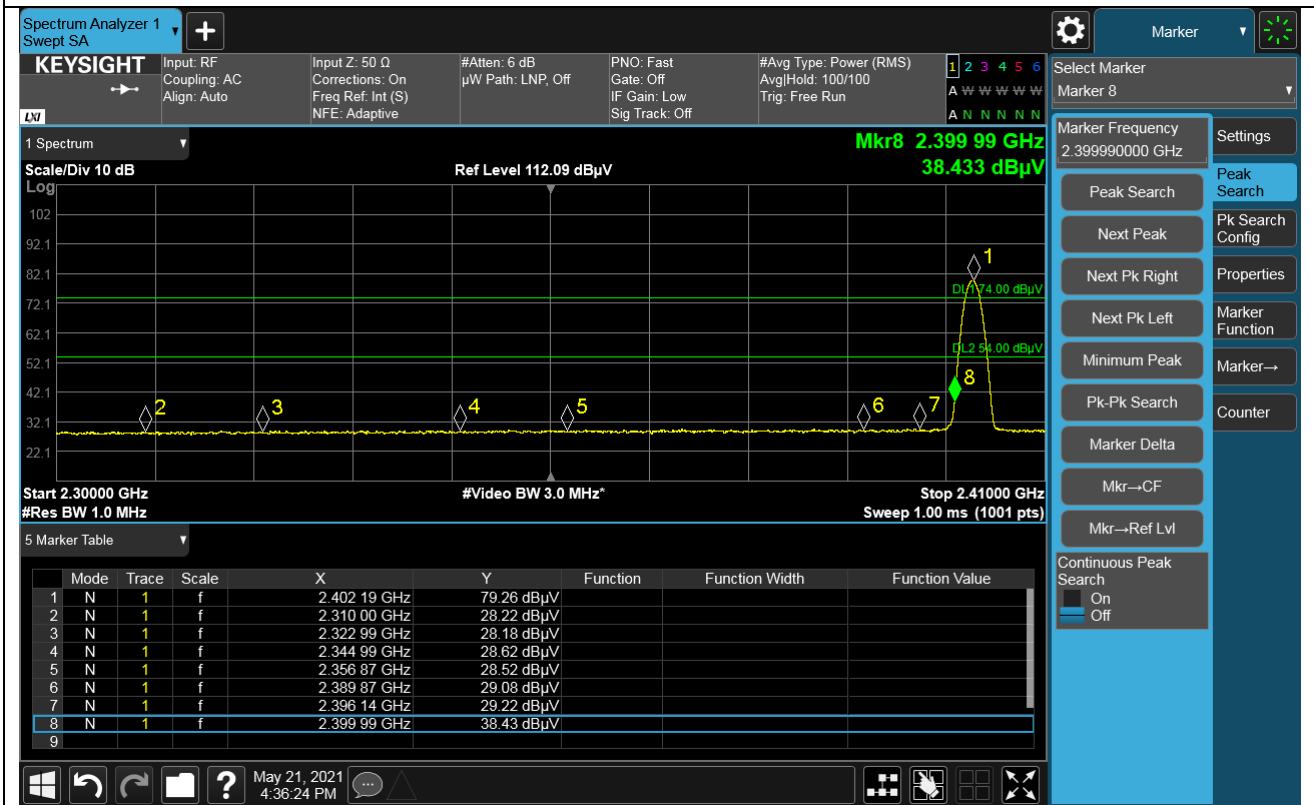 Spectrum Analyzer 1
Swept SA
Marker
KEYSIGHT
LXI
Input: RF
Coupling: AC
Align: Auto
Input Z: 50 Ω
Corrections: On
Freq Ref: Int (S)
NFE: Adaptive
#Atten: 6 dB
µW Path: LNP, Off
PNO: Fast
Gate: Off
IF Gain: Low
Sig Track: Off
#Avg Type: Power (RMS)
Avg|Hold: 100/100
Trig: Free Run
1 2 3 4 5 6
A W W W W W
A N N N N N
Select Marker
Marker 8
1 Spectrum
Scale/Div 10 dB
Log
Ref Level 112.09 dBµV
Mkr8 2.399 99 GHz
38.433 dBµV
102
92.1
82.1
72.1
62.1
52.1
42.1
32.1
22.1
1
DL1 74.00 dBµV
DL2 54.00 dBµV
8
2
3
4
5
6
7
Start 2.30000 GHz
#Video BW 3.0 MHz*
Stop 2.41000 GHz
#Res BW 1.0 MHz
Sweep 1.00 ms (1001 pts)
5 Marker Table
Mode Trace Scale X Y Function Function Width Function Value
1 N 1 f 2.402 19 GHz 79.26 dBµV
2 N 1 f 2.310 00 GHz 28.22 dBµV
3 N 1 f 2.322 99 GHz 28.18 dBµV
4 N 1 f 2.344 99 GHz 28.62 dBµV
5 N 1 f 2.356 87 GHz 28.52 dBµV
6 N 1 f 2.389 87 GHz 29.08 dBµV
7 N 1 f 2.396 14 GHz 29.22 dBµV
8 N 1 f 2.399 99 GHz 38.43 dBµV
9
Marker Frequency
2.399990000 GHz
Peak Search
Next Peak
Next Pk Right
Next Pk Left
Minimum Peak
Pk-Pk Search
Marker Delta
Mkr→CF
Mkr→Ref Lvl
Continuous Peak
Search
On
Off
Settings
Peak
Search
Pk Search
Config
Properties
Marker
Function
Marker→
Counter
?
May 21, 2021
4:36:24 PM